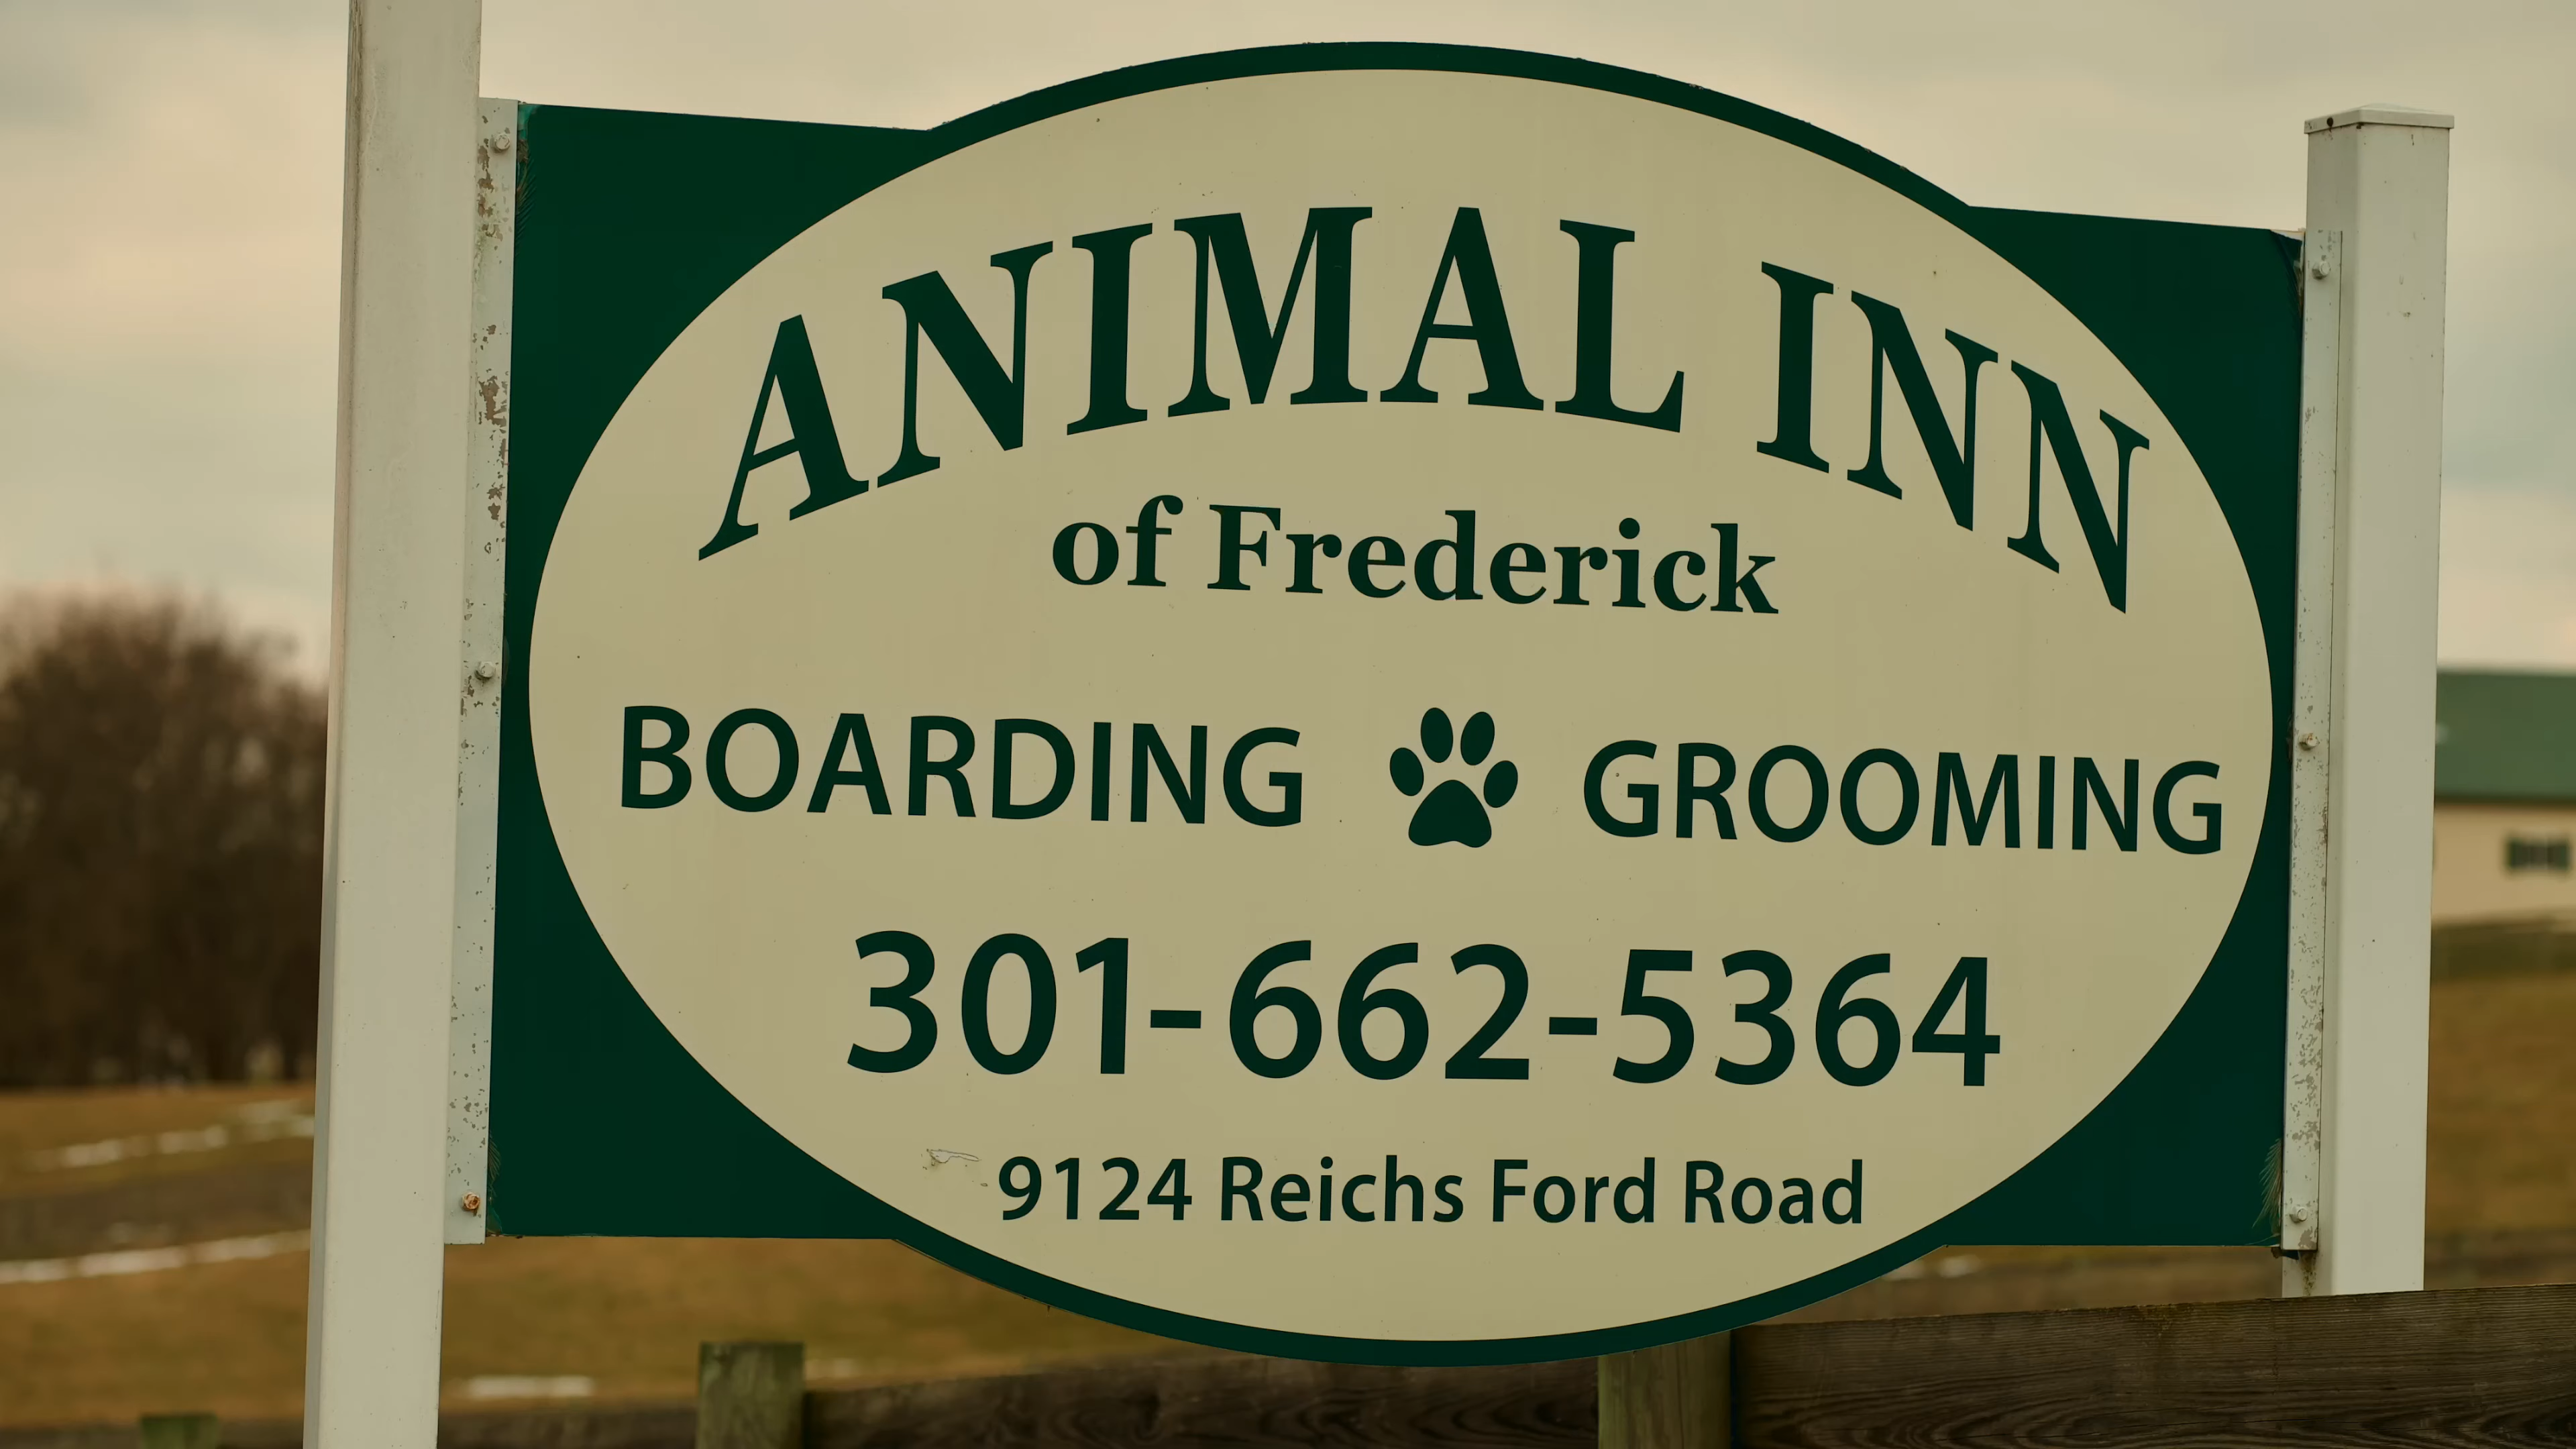 ANIMAL INN
of Frederick
BOARDING GROOMING
301-662-5364
9124 Reichs Ford Road